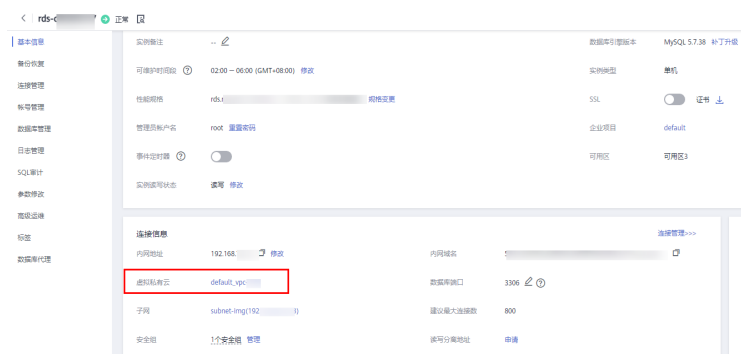 rds- 正常
基本信息
备份恢复
连接管理
帐号管理
数据库管理
日志管理
SQL审计
参数修改
高级运维
标签
数据库代理
实例备注 --
数据库引擎版本 MySQL 5.7.38 补丁升级
可维护时间段 02:00 – 06:00 (GMT+08:00) 修改
实例类型 单机
性能规格 rds. 规格变更
SSL 证书
管理员帐户名 root 重置密码
企业项目 default
事件定时器
可用区 可用区3
实例读写状态 读写 修改
连接信息 连接管理>>>
内网地址 192.168. 修改
内网域名
虚拟私有云 default_vpc
数据库端口 3306
子网 subnet-lmg(192 )
建议最大连接数 800
安全组 1个安全组 管理
读写分离地址 申请